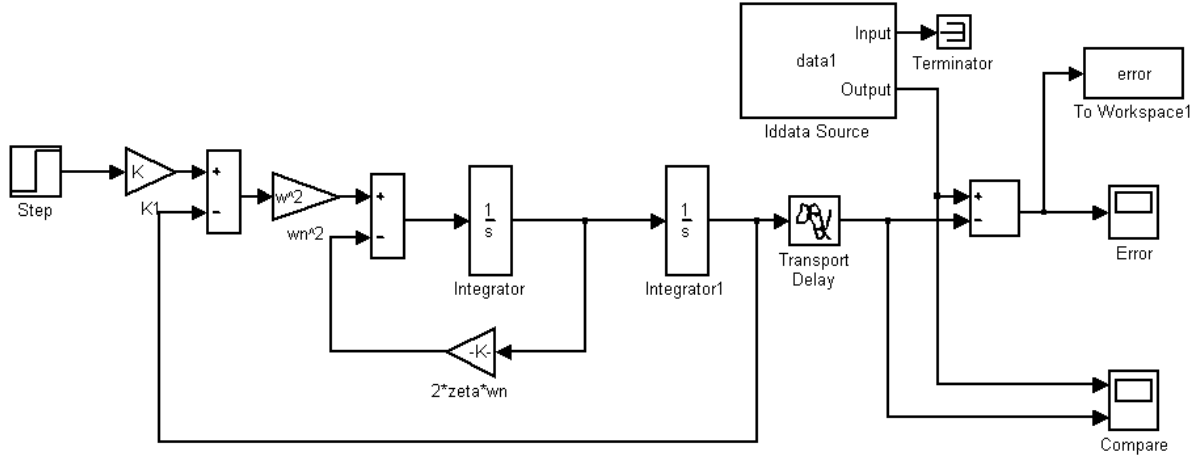 Input
data1
Output
Iddata Source
Terminator
error
To Workspace1
Step
K
K1
+
-
w^2
wn^2
+
-
1
s
Integrator
1
s
Integrator1
Transport
Delay
+
-
Error
-K-
2*zeta*wn
Compare